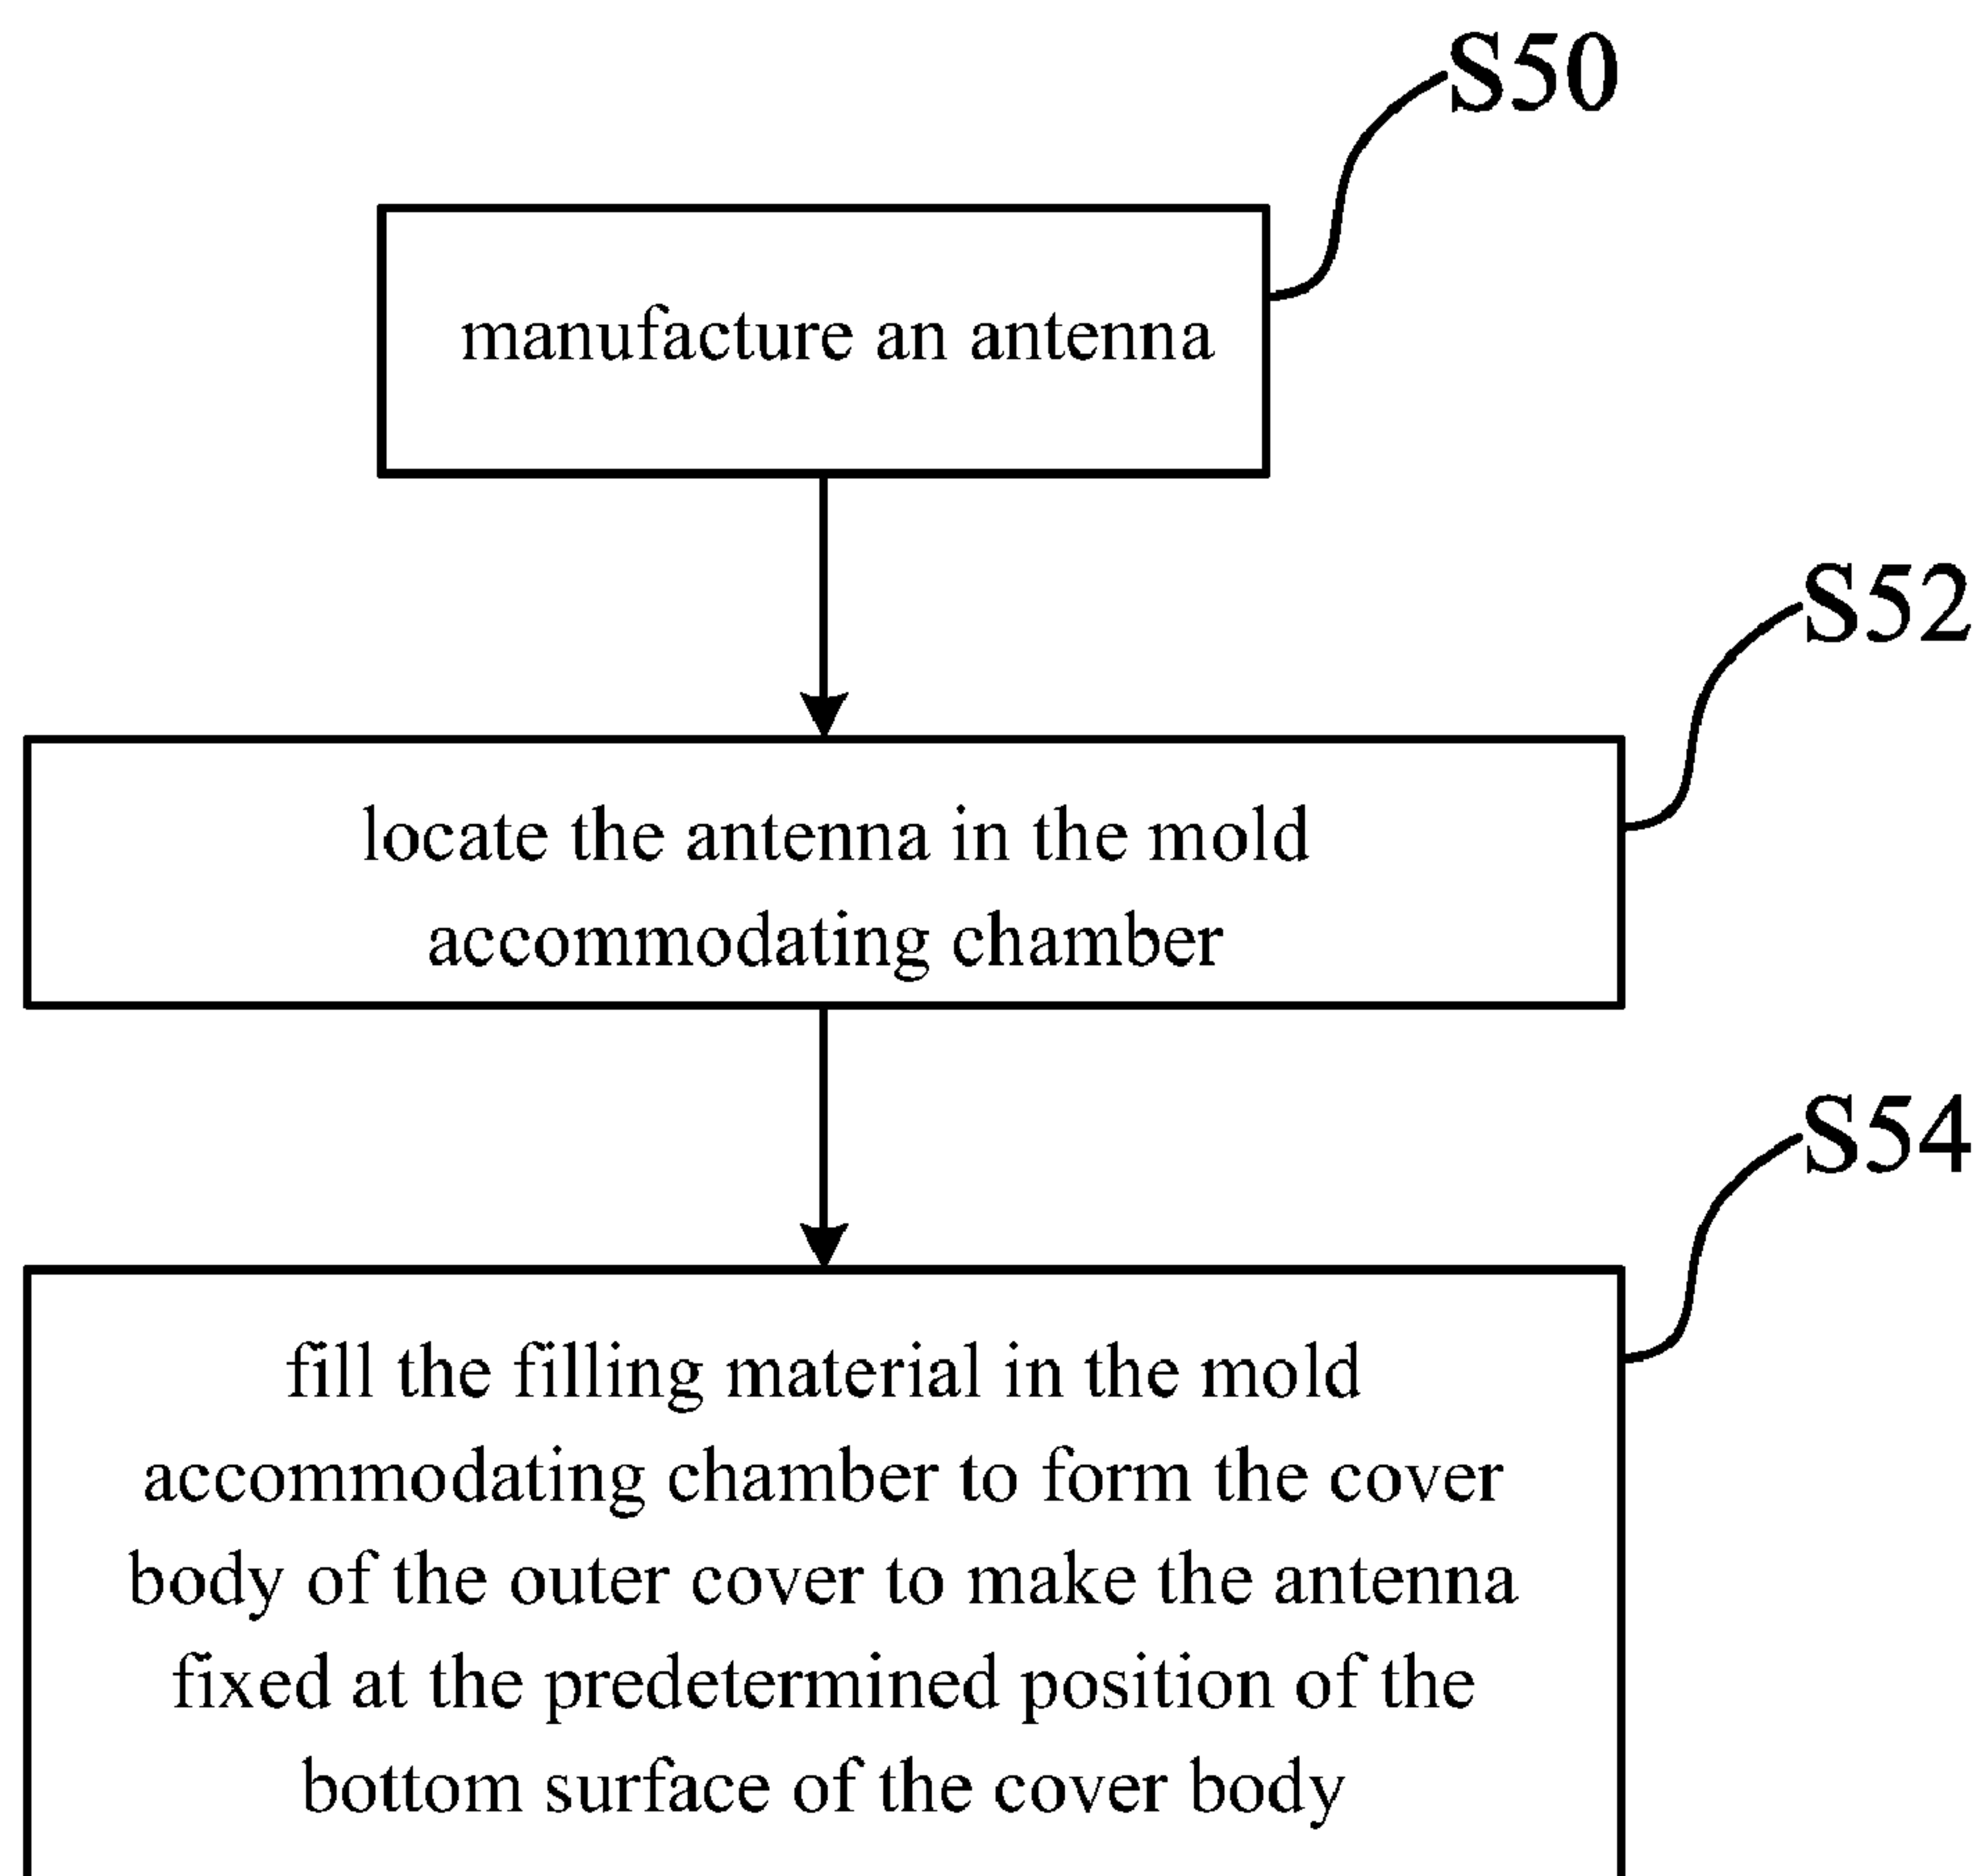 S50
manufacture an antenna
S52
locate the antenna in the mold
accommodating chamber
S54
fill the filling material in the mold
accommodating chamber to form the cover
body of the outer cover to make the antenna
fixed at the predetermined position of the
bottom surface of the cover body